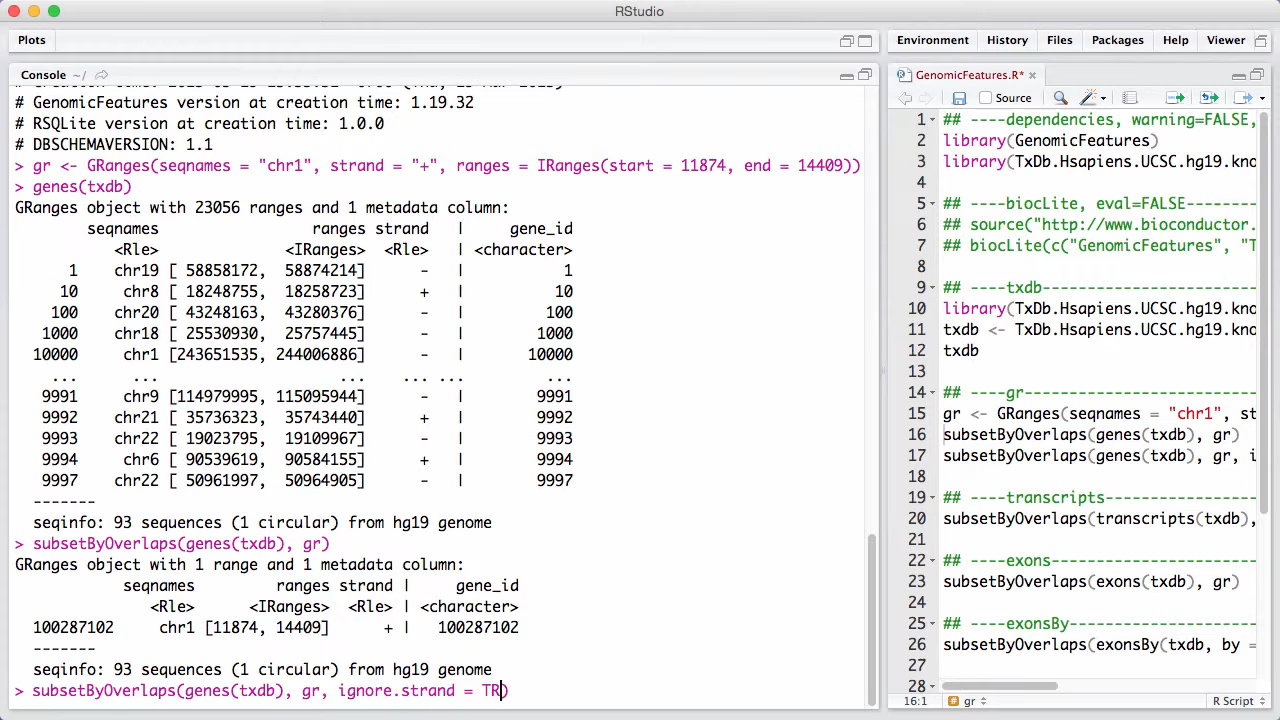 RStudio
Plots
Console ~/
# GenomicFeatures version at creation time: 1.19.32
# RSQLite version at creation time: 1.0.0
# DBSCHEMAVERSION: 1.1
> gr <- GRanges(seqnames = "chr1", strand = "+", ranges = IRanges(start = 11874, end = 14409))
> genes(txdb)
GRanges object with 23056 ranges and 1 metadata column:
seqnames ranges strand | gene_id
<Rle> <IRanges> <Rle> | <character>
1 chr19 [ 58858172, 58874214] - | 1
10 chr8 [ 18248755, 18258723] + | 10
100 chr20 [ 43248163, 43280376] - | 100
1000 chr18 [ 25530930, 25757445] - | 1000
10000 chr1 [243651535, 244006886] - | 10000
... ... ... ... ... ...
9991 chr9 [114979995, 115095944] - | 9991
9992 chr21 [ 35736323, 35743440] + | 9992
9993 chr22 [ 19023795, 19109967] - | 9993
9994 chr6 [ 90539619, 90584155] + | 9994
9997 chr22 [ 50961997, 50964905] - | 9997
-------
seqinfo: 93 sequences (1 circular) from hg19 genome
> subsetByOverlaps(genes(txdb), gr)
GRanges object with 1 range and 1 metadata column:
seqnames ranges strand | gene_id
<Rle> <IRanges> <Rle> | <character>
100287102 chr1 [11874, 14409] + | 100287102
-------
seqinfo: 93 sequences (1 circular) from hg19 genome
> subsetByOverlaps(genes(txdb), gr, ignore.strand = TR)
Environment History Files Packages Help Viewer
GenomicFeatures.R*
Source
1 ## ----dependencies, warning=FALSE,
2 library(GenomicFeatures)
3 library(TxDb.Hsapiens.UCSC.hg19.kno
4
5 ## ----biocLite, eval=FALSE-------
6 ## source("http://www.bioconductor.
7 ## biocLite(c("GenomicFeatures", "T
8
9 ## ----txdb------------------------
10 library(TxDb.Hsapiens.UCSC.hg19.kno
11 txdb <- TxDb.Hsapiens.UCSC.hg19.kno
12 txdb
13
14 ## ----gr--------------------------
15 gr <- GRanges(seqnames = "chr1", st
16 subsetByOverlaps(genes(txdb), gr)
17 subsetByOverlaps(genes(txdb), gr, i
18
19 ## ----transcripts-----------------
20 subsetByOverlaps(transcripts(txdb),
21
22 ## ----exons-----------------------
23 subsetByOverlaps(exons(txdb), gr)
24
25 ## ----exonsBy---------------------
26 subsetByOverlaps(exonsBy(txdb, by =
27
28
16:1 # gr R Script